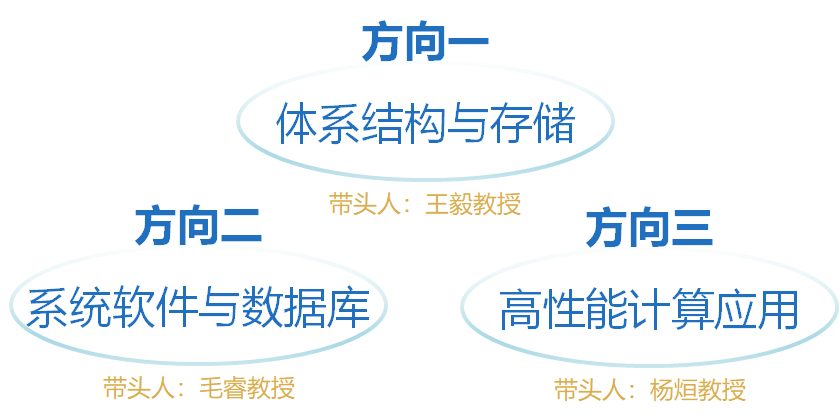 方向一
体系结构与存储
带头人：王毅教授
方向二
系统软件与数据库
带头人：毛睿教授
方向三
高性能计算应用
带头人：杨烜教授